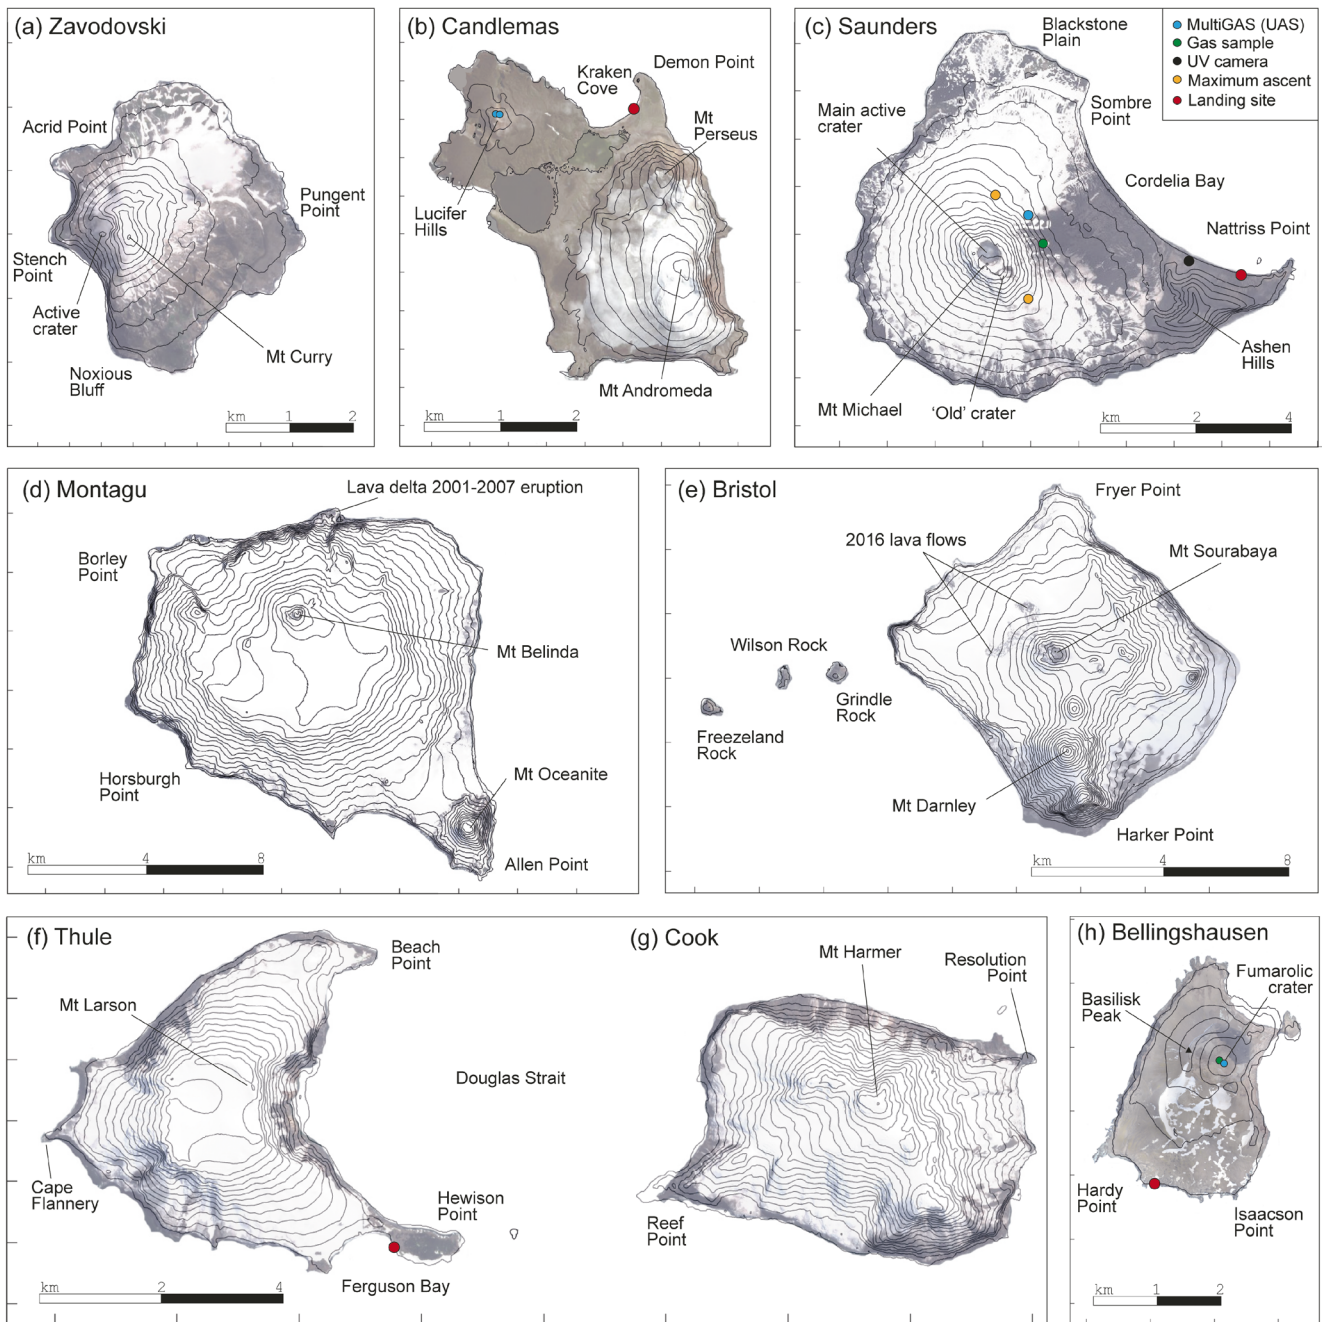 (a) Zavodovski
Acrid Point
Pungent
Point
Stench
Point
Active
crater
Mt Curry
Noxious
Bluff
km 1 2
(b) Candlemas
Kraken
Cove
Demon Point
Mt
Perseus
Lucifer
Hills
Mt Andromeda
km 1 2
(c) Saunders
Blackstone
Plain
MultiGAS (UAS)
Gas sample
UV camera
Maximum ascent
Landing site
Main active
crater
Sombre
Point
Cordelia Bay
Nattriss Point
Ashen
Hills
Mt Michael
'Old' crater
km 2 4
(d) Montagu
Lava delta 2001-2007 eruption
Borley
Point
Mt Belinda
Horsburgh
Point
Mt Oceanite
Allen Point
km 4 8
(e) Bristol
Fryer Point
2016 lava flows
Mt Sourabaya
Wilson Rock
Grindle
Rock
Freezeland
Rock
Mt Darnley
Harker Point
km 4 8
(f) Thule
Beach
Point
Mt Larson
Douglas Strait
Cape
Flannery
Hewison
Point
Ferguson Bay
km 2 4
(g) Cook
Mt Harmer
Resolution
Point
Reef
Point
(h) Bellingshausen
Fumarolic
crater
Basilisk
Peak
Hardy
Point
Isaacson
Point
km 1 2